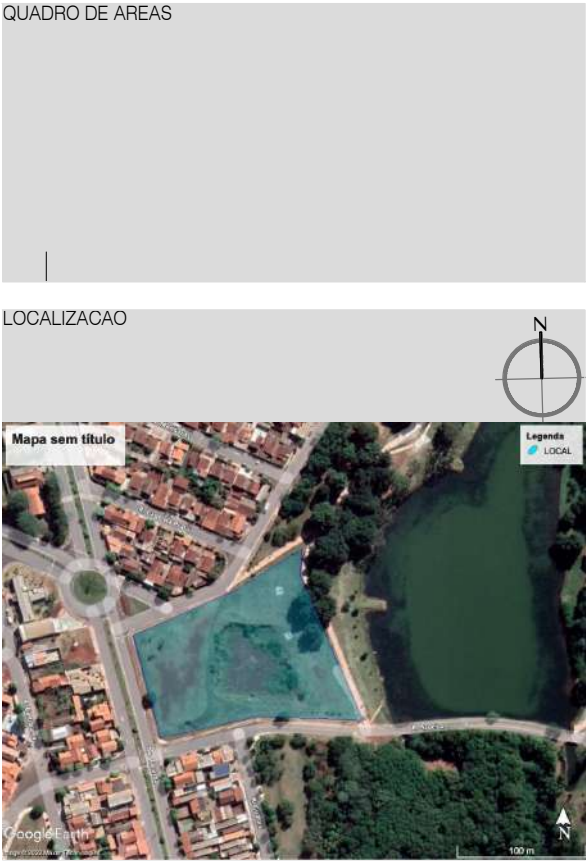 QUADRO DE AREAS
LOCALIZACAO
N
Mapa sem título
Legenda
LOCAL
Google Earth
N
100 m